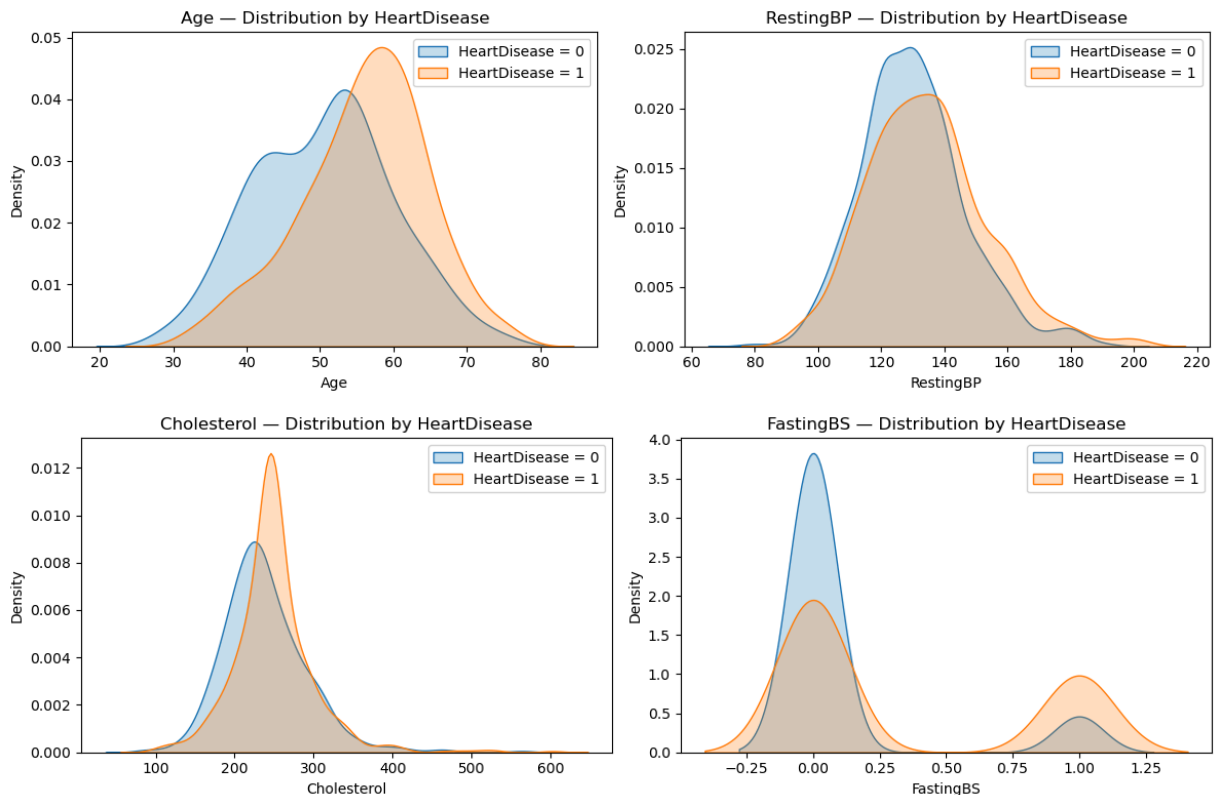 Age — Distribution by HeartDisease
0.05
0.04
0.03
0.02
0.01
0.00
Density
HeartDisease = 0
HeartDisease = 1
20 30 40 50 60 70 80
Age
RestingBP — Distribution by HeartDisease
0.025
0.020
0.015
0.010
0.005
0.000
Density
HeartDisease = 0
HeartDisease = 1
60 80 100 120 140 160 180 200 220
RestingBP
Cholesterol — Distribution by HeartDisease
0.012
0.010
0.008
0.006
0.004
0.002
0.000
Density
HeartDisease = 0
HeartDisease = 1
100 200 300 400 500 600
Cholesterol
FastingBS — Distribution by HeartDisease
4.0
3.5
3.0
2.5
2.0
1.5
1.0
0.5
0.0
Density
HeartDisease = 0
HeartDisease = 1
−0.25 0.00 0.25 0.50 0.75 1.00 1.25
FastingBS